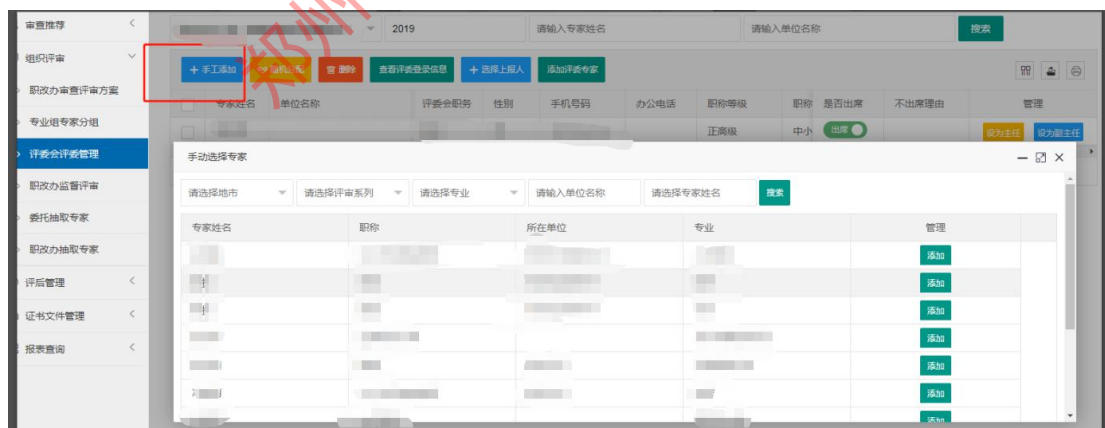 审查推荐
组织评审
职改办审查评审方案
专业组专家分组
评委会评委管理
职改办监督评审
委托抽取专家
职改办抽取专家
评后管理
证书文件管理
报表查询
2019 请输入专家姓名 请输入单位名称 搜索
+ 手工添加 删除 查看评委登录信息 + 选择上报人 添加评委专家
专家姓名 单位名称 评委会职务 性别 手机号码 办公电话 职称等级 职称 是否出席 不出席理由 管理
正高级 中小 出席 设为主任 设为副主任
手动选择专家
请选择地市 请选择评审系列 请选择专业 请输入单位名称 请选择专家姓名 搜索
专家姓名 职称 所在单位 专业 管理
添加
添加
添加
添加
添加
添加
添加
郑州